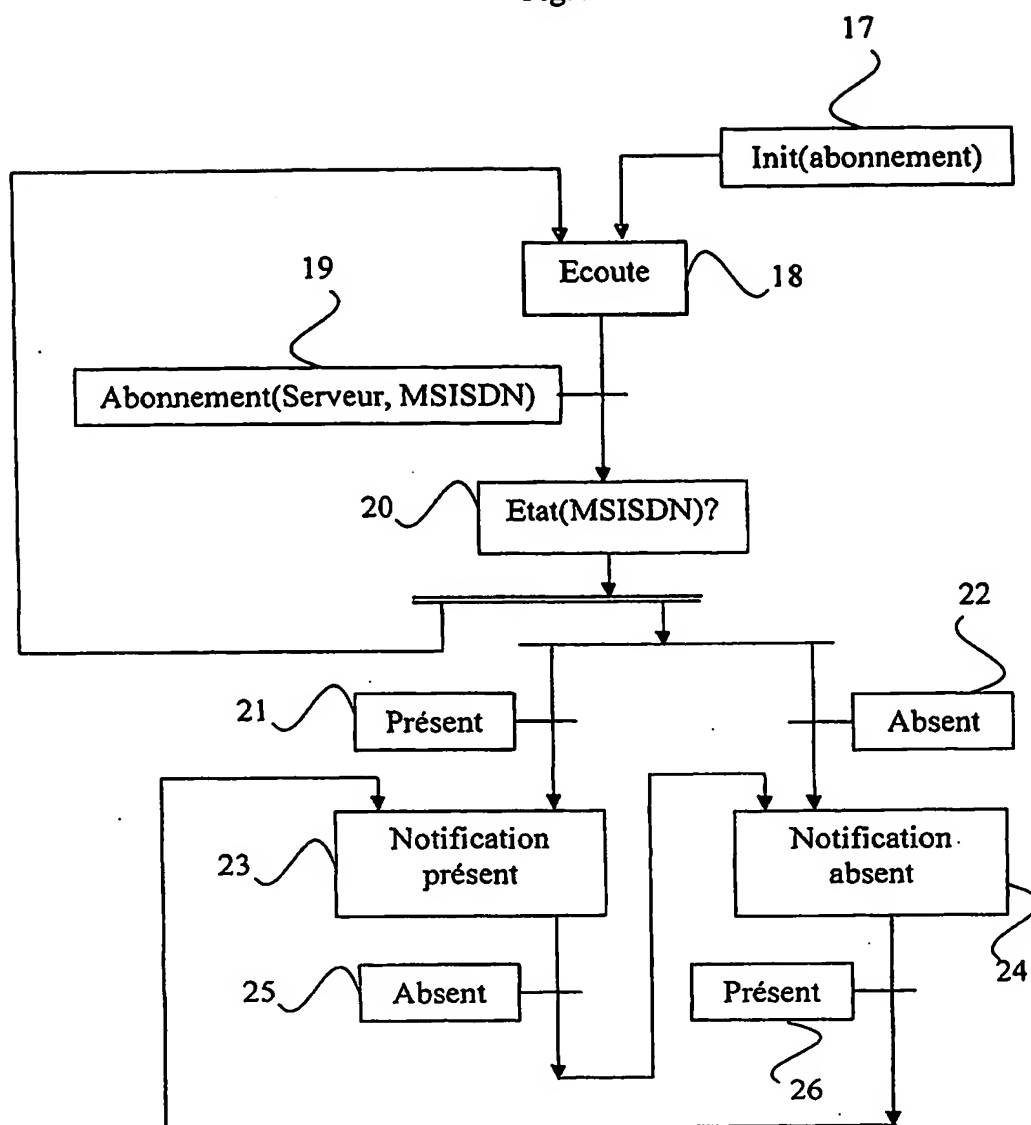 17
Init(abonnement)
Ecoute
18
19
Abonnement(Serveur, MSISDN)
20
Etat(MSISDN)?
22
21
Présent
Absent
Notification
présent
23
Notification
absent
24
25
Absent
Présent
26